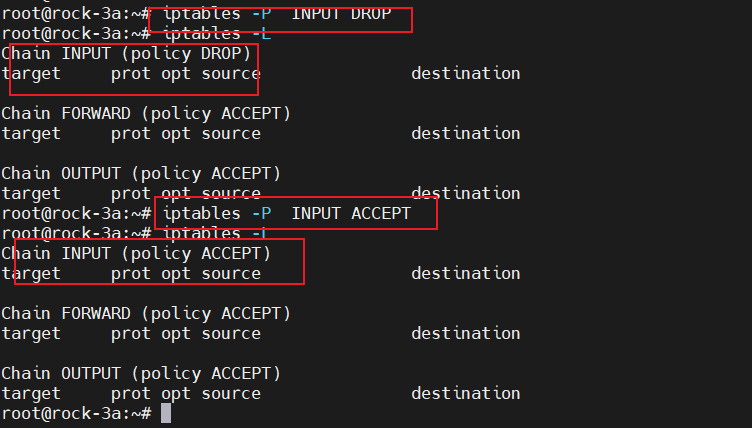 root@rock-3a:~# iptables -P  INPUT DROP
root@rock-3a:~# iptables -L
Chain INPUT (policy DROP)
target     prot opt source               destination
Chain FORWARD (policy ACCEPT)
target     prot opt source               destination
Chain OUTPUT (policy ACCEPT)
target     prot opt source               destination
root@rock-3a:~# iptables -P  INPUT ACCEPT
root@rock-3a:~# iptables -L
Chain INPUT (policy ACCEPT)
target     prot opt source               destination
Chain FORWARD (policy ACCEPT)
target     prot opt source               destination
Chain OUTPUT (policy ACCEPT)
target     prot opt source               destination
root@rock-3a:~#